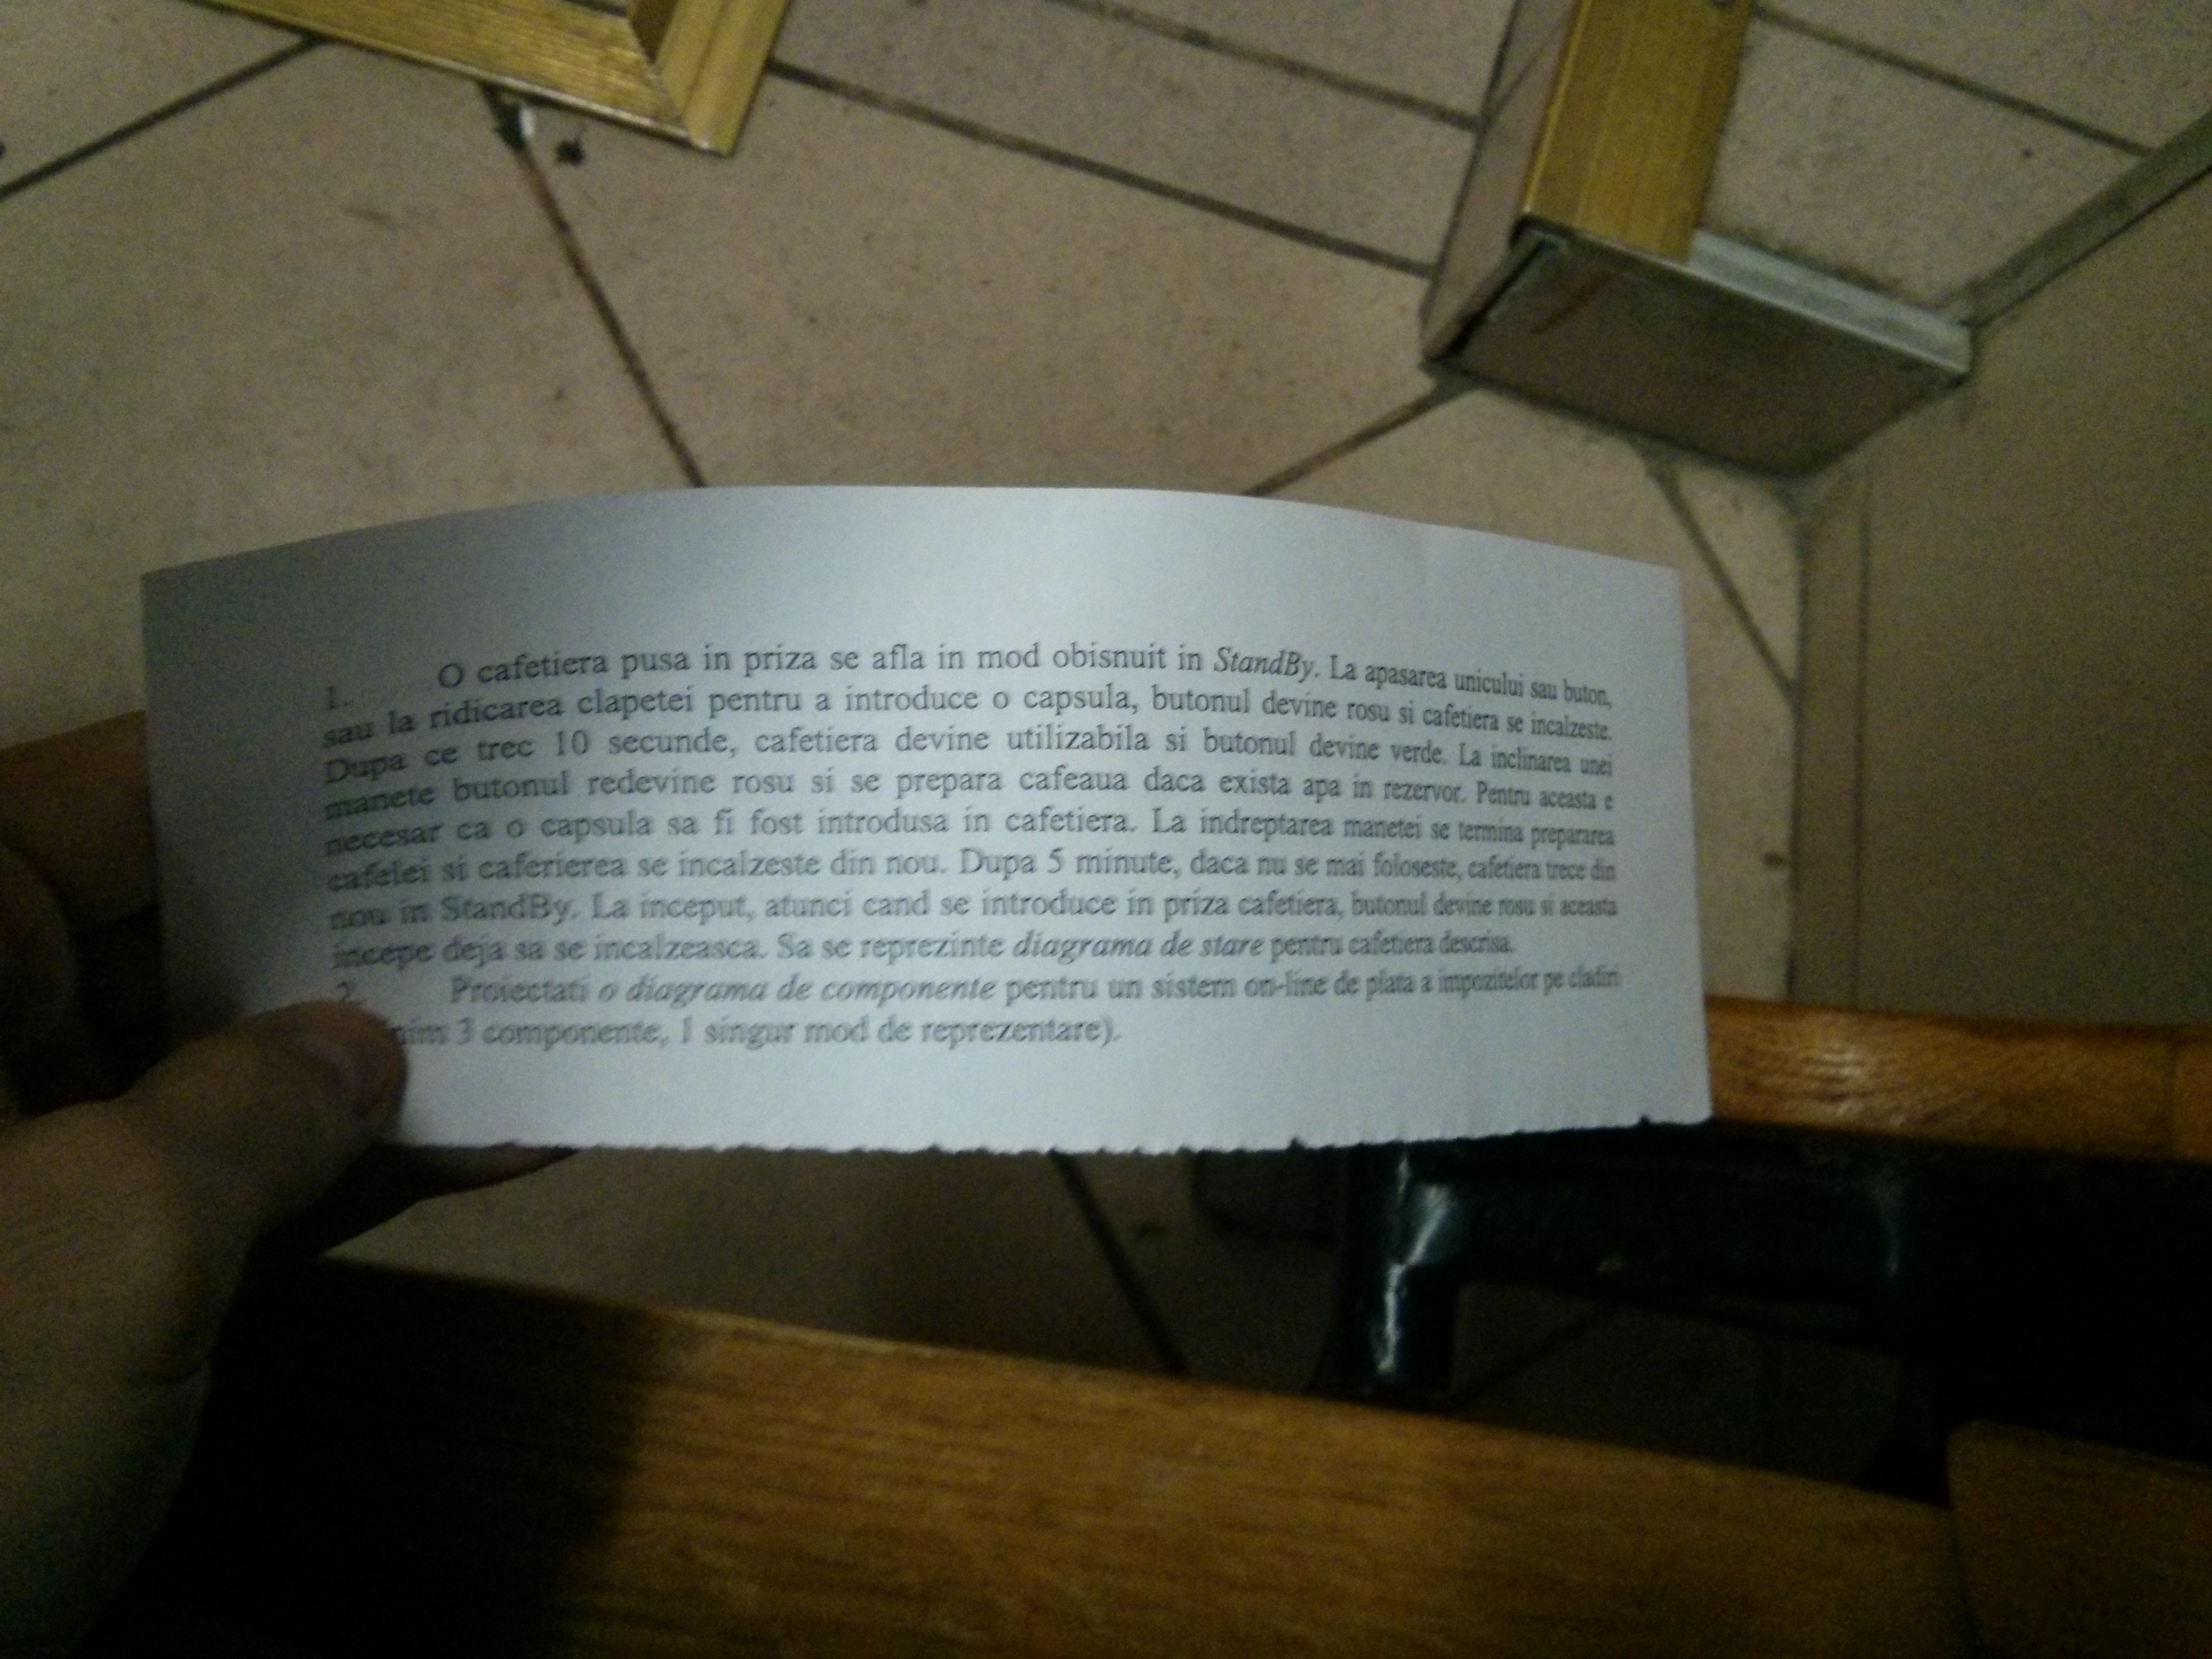 1. O cafetiera pusa in priza se afla in mod obisnuit in StandBy. La apasarea unicului sau buton,
sau la ridicarea clapetei pentru a introduce o capsula, butonul devine rosu si cafetiera se incalzeste.
Dupa ce trec 10 secunde, cafetiera devine utilizabila si butonul devine verde. La inclinarea unei
manete butonul redevine rosu si se prepara cafeaua daca exista apa in rezervor. Pentru aceasta e
necesar ca o capsula sa fi fost introdusa in cafetiera. La indreptarea manetei se termina prepararea
cafelei si caferierea se incalzeste din nou. Dupa 5 minute, daca nu se mai foloseste, cafetiera trece din
nou in StandBy. La inceput, atunci cand se introduce in priza cafetiera, butonul devine rosu si aceasta
incepe deja sa se incalzeasca. Sa se reprezinte diagrama de stare pentru cafetiera descrisa.
2. Proiectati o diagrama de componente pentru un sistem on-line de plata a impozitelor pe cladiri
3 componente, 1 singur mod de reprezentare).